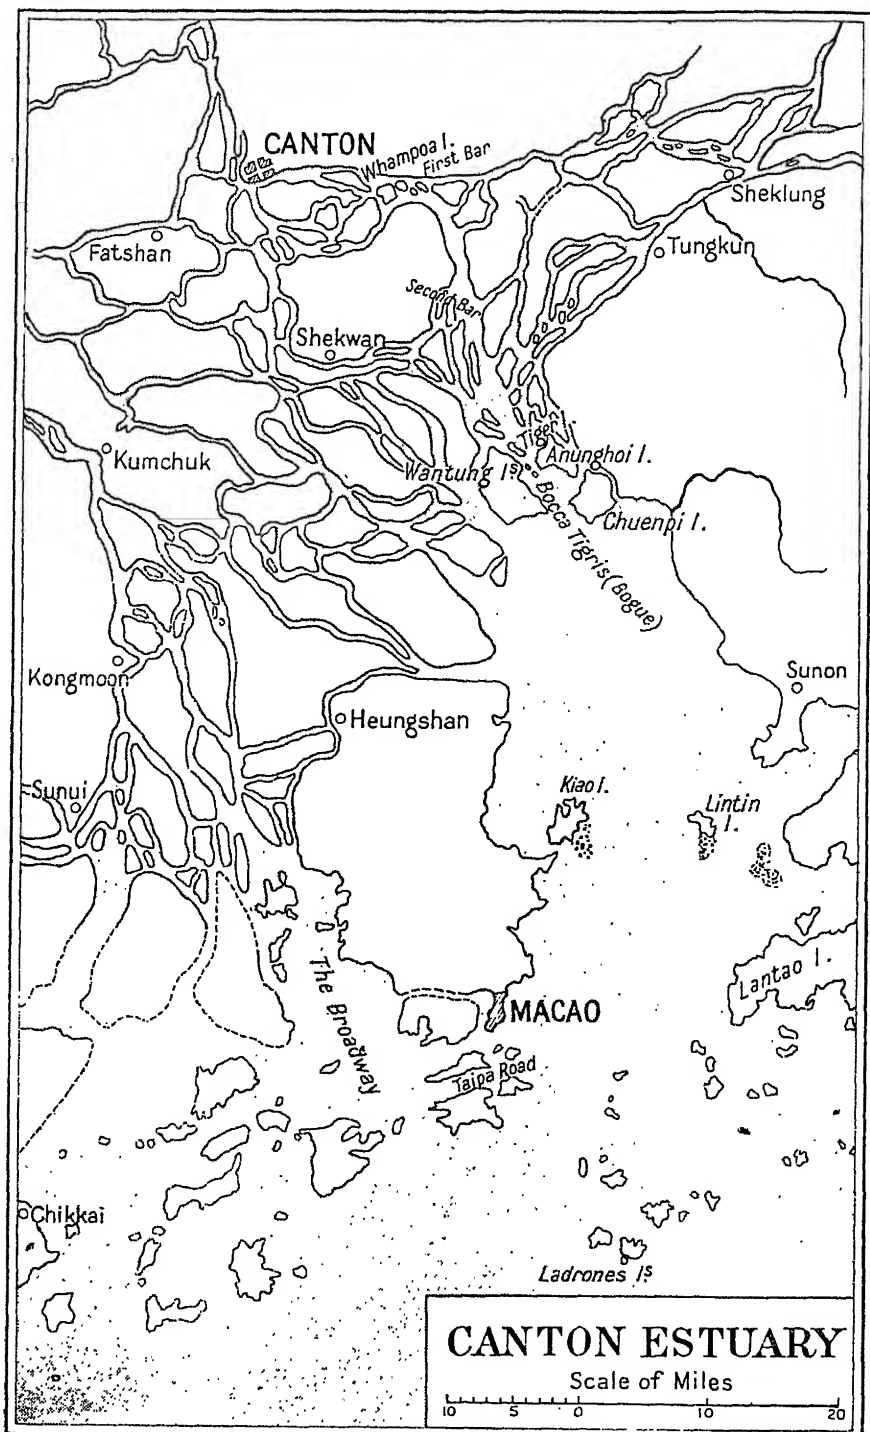 CANTON
Whampoa I.
First Bar
Sheklung
Fatshan
Tungkun
Second Bar
Shekwan
Tiger I.
Kumchuk
Anunghoi I.
Wantung Is
Chuenpi I.
Bocca Tigris (Bogue)
Kongmoon
Sunon
Heungshan
Kiao I.
Lintin
I.
Sunui
Lantao I.
The Broadway
MACAO
Taipa Road
Chikkai
Ladrones Is
CANTON ESTUARY
Scale of Miles
10 5 0 10 20